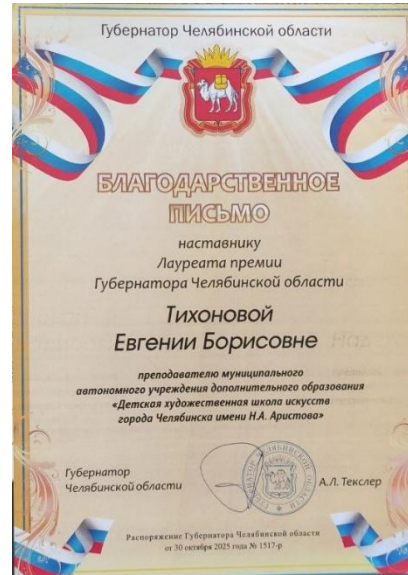 Губернатор Челябинской области
БЛАГОДАРСТВЕННОЕ
ПИСЬМО
наставнику
Лауреата премии
Губернатора Челябинской области
Тихоновой
Евгении Борисовне
преподавателю муниципального
автономного учреждения дополнительного образования
«Детская художественная школа искусств
города Челябинска имени Н.А. Аристова»
Губернатор
Челябинской области
А.Л. Текслер
Распоряжение Губернатора Челябинской области
от 30 октября 2025 года № 1517-р